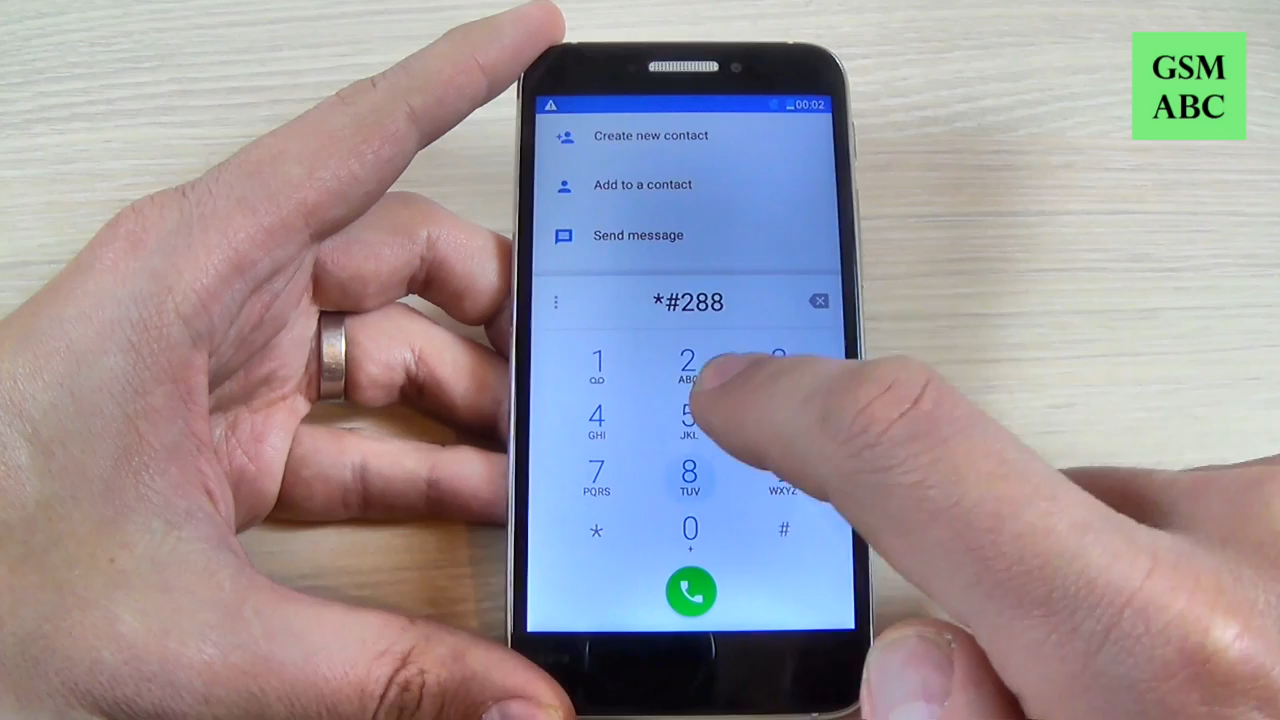 GSM
ABC
00:02
Create new contact
Add to a contact
Send message
*#288
1 2
ABC
4 5
GHI JKL
7 8
PQRS TUV WXYZ
* 0 #
+